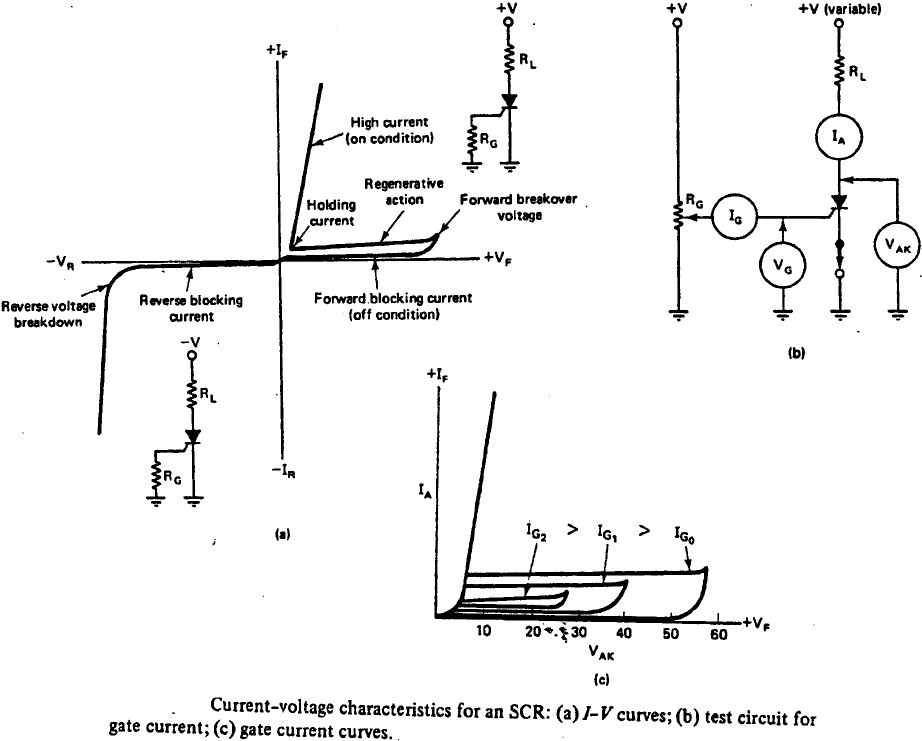 +V
+I_F
R_L
High current
(on condition)
R_G
Regenerative
action
Holding
current
Forward breakover
voltage
−V_R
+V_F
Reverse voltage
breakdown
Reverse blocking
current
Forward blocking current
(off condition)
−V
R_L
R_G
−I_R
(a)
+V
+V (variable)
R_L
I_A
R_G
I_G
V_G
V_AK
(b)
+I_F
I_A
I_G2 > I_G1 > I_G0
10 20 30 40 50 60
+V_F
V_AK
(c)
Current-voltage characteristics for an SCR: (a) I–V curves; (b) test circuit for
gate current; (c) gate current curves.